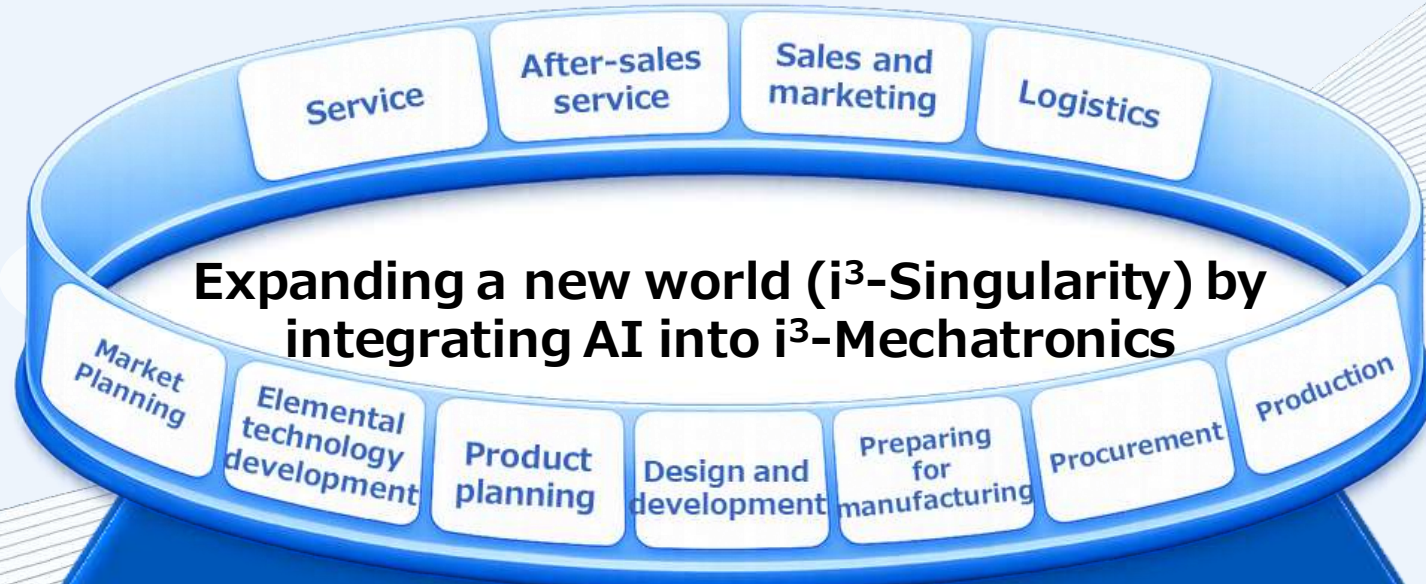 Service
After-sales
service
Sales and
marketing
Logistics
Expanding a new world (i³-Singularity) by
integrating AI into i³-Mechatronics
Market
Planning
Elemental
technology
development
Product
planning
Design and
development
Preparing
for
manufacturing
Procurement
Production